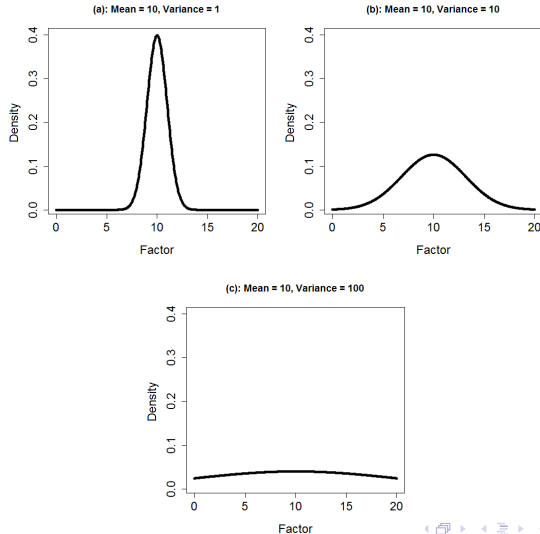 (a): Mean = 10, Variance = 1
0.4
0.3
0.2
0.1
0.0
Density
0 5 10 15 20
Factor
(b): Mean = 10, Variance = 10
0.4
0.3
0.2
0.1
0.0
Density
0 5 10 15 20
Factor
(c): Mean = 10, Variance = 100
0.4
0.3
0.2
0.1
0.0
Density
0 5 10 15 20
Factor